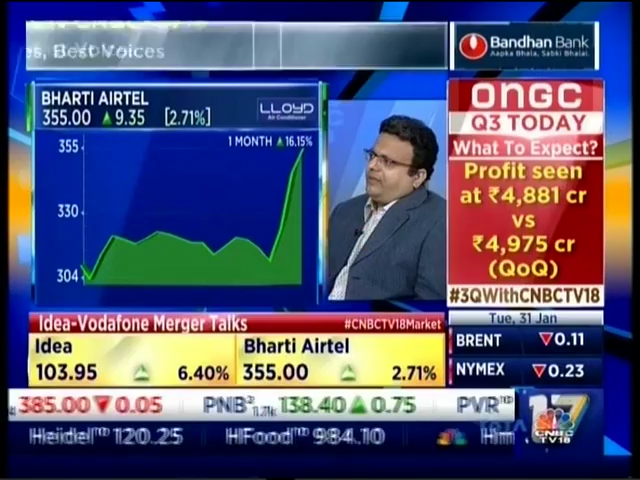 es, Best Voices
Bandhan Bank
Aapka Bhala, Sabki Bhalai.
BHARTI AIRTEL
355.00 ▲ 9.35 [2.71%]
LLOYD
Air Conditioner
1 MONTH ▲16.15%
355
330
304
ONGC
Q3 TODAY
What To Expect?
Profit seen
at ₹4,881 cr
vs
₹4,975 cr
(QoQ)
#3QWithCNBCTV18
Idea-Vodafone Merger Talks
#CNBCTV18Market
Idea
103.95 6.40%
Bharti Airtel
355.00 2.71%
Tue, 31 Jan
BRENT ▽0.11
NYMEX ▽0.23
385.00 ▼ 0.05 PNB 138.40 ▲ 0.75 PVR
Heidel 120.25 HFood 984.10
CNBC
TV18